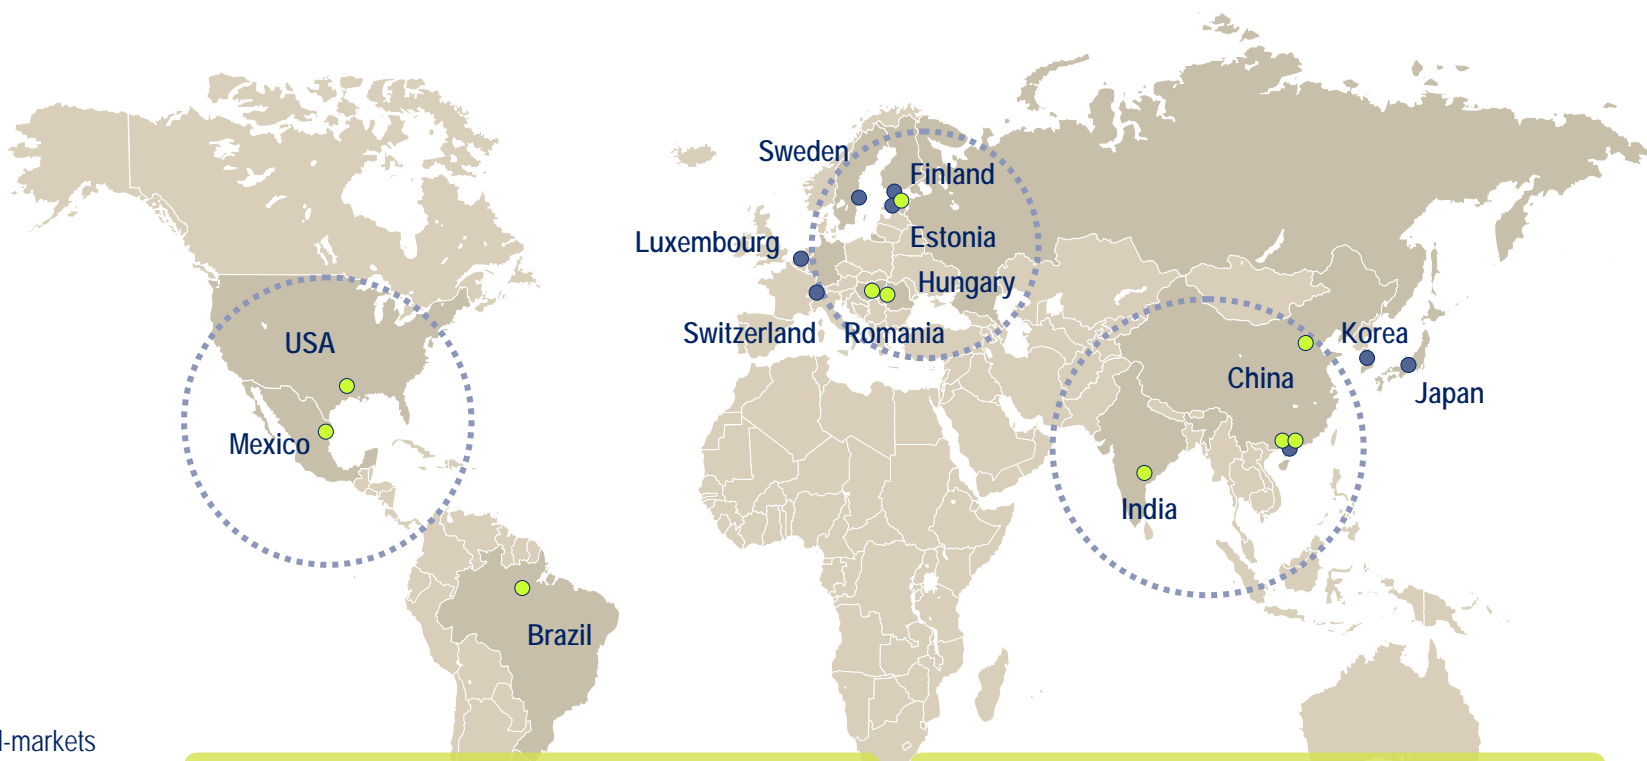 Sweden
Finland
Luxembourg
Estonia
Hungary
Switzerland
Romania
USA
Korea
China
Japan
Mexico
India
Brazil
-markets